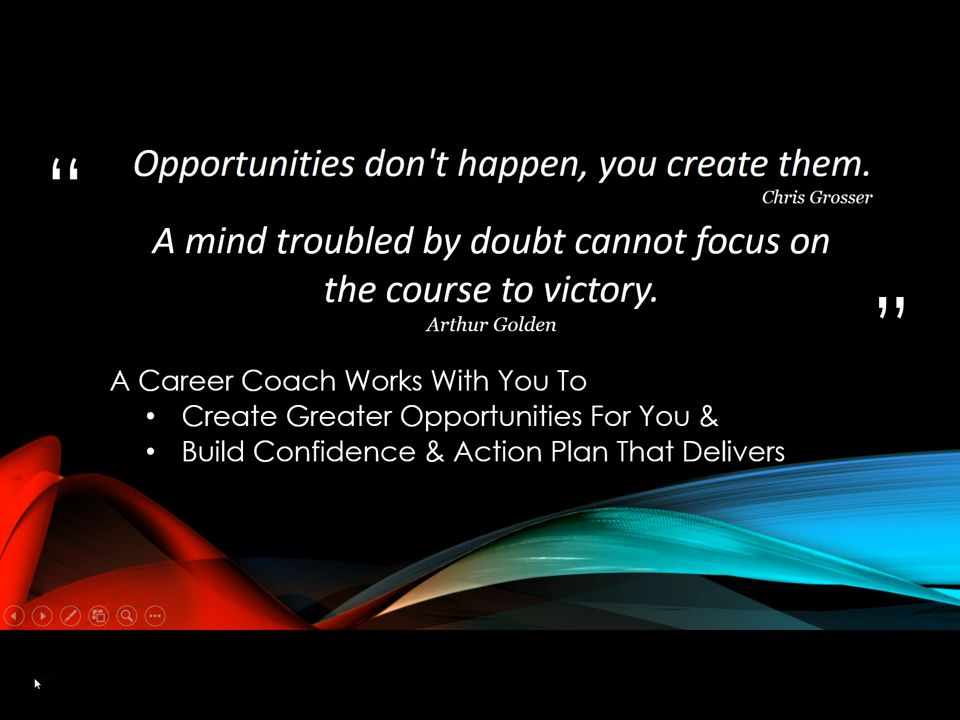 “ Opportunities don't happen, you create them.
Chris Grosser
A mind troubled by doubt cannot focus on
the course to victory. ”
Arthur Golden
A Career Coach Works With You To
• Create Greater Opportunities For You &
• Build Confidence & Action Plan That Delivers